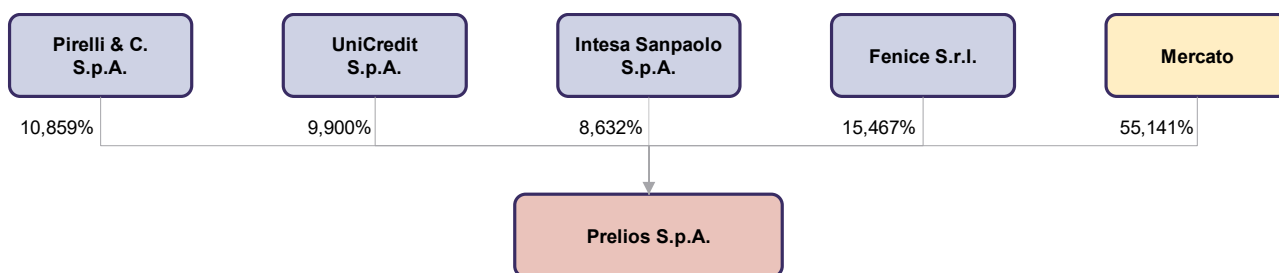 Pirelli & C.
S.p.A.
UniCredit
S.p.A.
Intesa Sanpaolo
S.p.A.
Fenice S.r.l.
Mercato
10,859%
9,900%
8,632%
15,467%
55,141%
Prelios S.p.A.